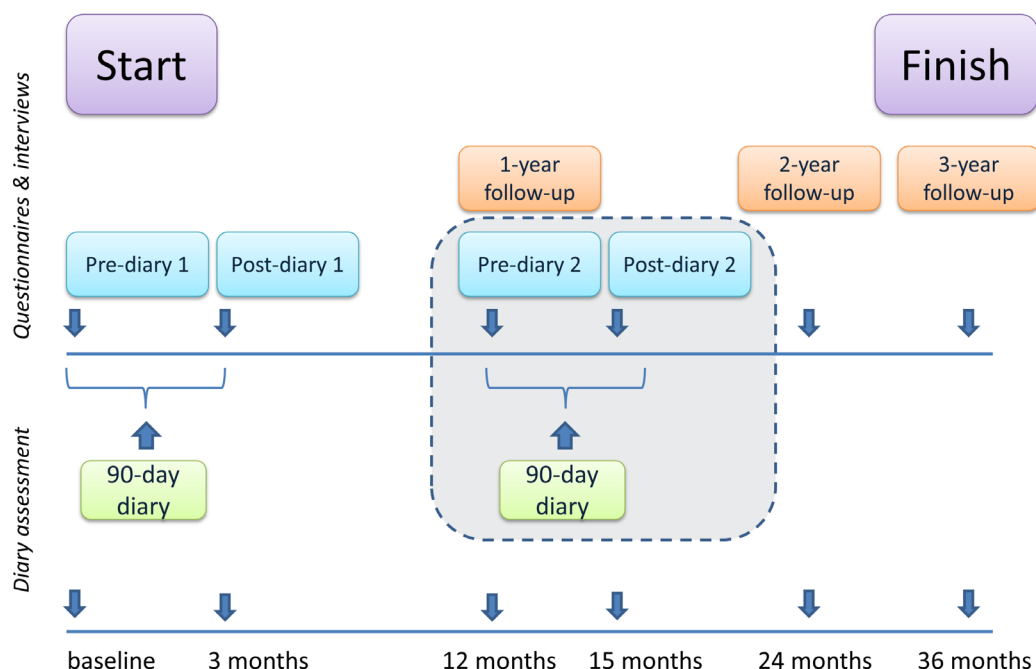 Start
Finish
Questionnaires & interviews
1-year
follow-up
2-year
follow-up
3-year
follow-up
Pre-diary 1
Post-diary 1
Pre-diary 2
Post-diary 2
Diary assessment
90-day
diary
90-day
diary
baseline
3 months
12 months
15 months
24 months
36 months